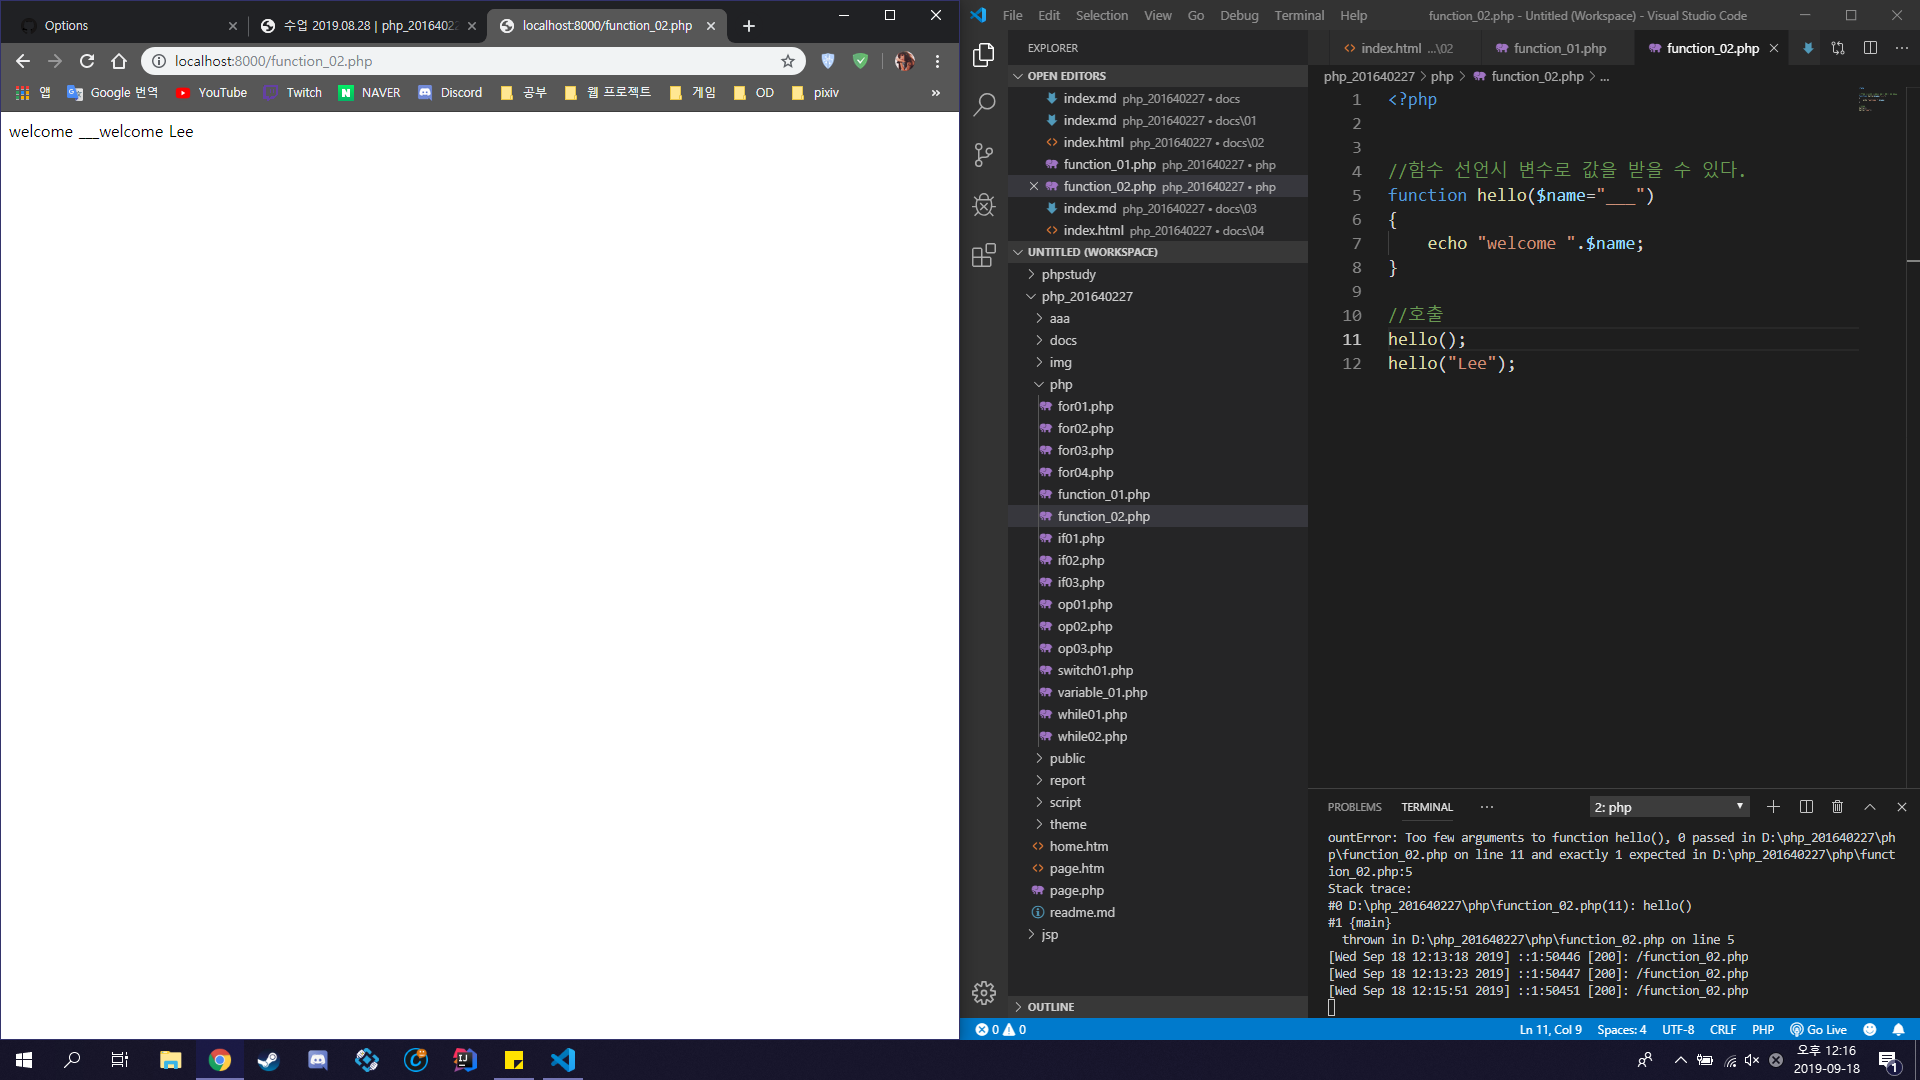 Options
수업 2019.08.28 | php_20164022
localhost:8000/function_02.php
localhost:8000/function_02.php
앱
Google 번역
YouTube
Twitch
NAVER
Discord
공부
웹 프로젝트
게임
OD
pixiv
»
welcome ___welcome Lee
File Edit Selection View Go Debug Terminal Help
function_02.php - Untitled (Workspace) - Visual Studio Code
EXPLORER
OPEN EDITORS
index.md php_201640227 • docs
index.md php_201640227 • docs\01
index.html php_201640227 • docs\02
function_01.php php_201640227 • php
function_02.php php_201640227 • php
index.md php_201640227 • docs\03
index.html php_201640227 • docs\04
UNTITLED (WORKSPACE)
phpstudy
php_201640227
aaa
docs
img
php
for01.php
for02.php
for03.php
for04.php
function_01.php
function_02.php
if01.php
if02.php
if03.php
op01.php
op02.php
op03.php
switch01.php
variable_01.php
while01.php
while02.php
public
report
script
theme
home.htm
page.htm
page.php
readme.md
jsp
OUTLINE
index.html ...\02
function_01.php
function_02.php
php_201640227 > php > function_02.php > ...
1 <?php
2
3
4 //함수 선언시 변수로 값을 받을 수 있다.
5 function hello($name="___")
6 {
7 echo "welcome ".$name;
8 }
9
10 //호출
11 hello();
12 hello("Lee");
PROBLEMS TERMINAL ... 2: php
ountError: Too few arguments to function hello(), 0 passed in D:\php_201640227\ph
p\function_02.php on line 11 and exactly 1 expected in D:\php_201640227\php\funct
ion_02.php:5
Stack trace:
#0 D:\php_201640227\php\function_02.php(11): hello()
#1 {main}
thrown in D:\php_201640227\php\function_02.php on line 5
[Wed Sep 18 12:13:18 2019] ::1:50446 [200]: /function_02.php
[Wed Sep 18 12:13:23 2019] ::1:50447 [200]: /function_02.php
[Wed Sep 18 12:15:51 2019] ::1:50451 [200]: /function_02.php
0 0
Ln 11, Col 9 Spaces: 4 UTF-8 CRLF PHP Go Live
오후 12:16
2019-09-18
1